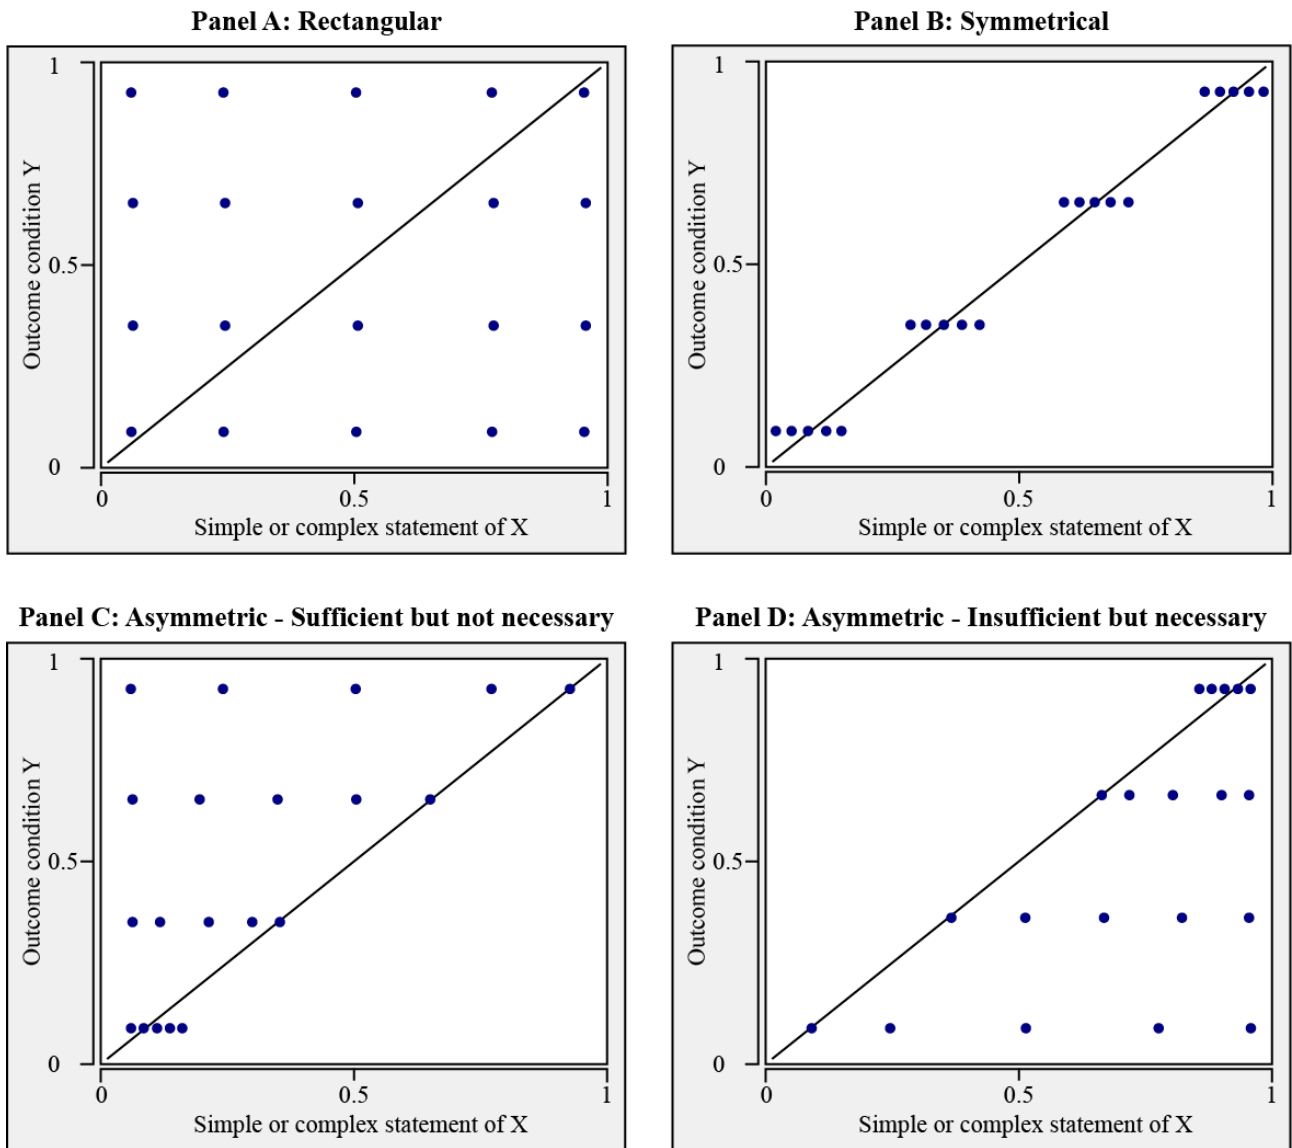 Panel A: Rectangular
1
0.5
0
Outcome condition Y
0
0.5
1
Simple or complex statement of X
Panel B: Symmetrical
1
0.5
0
Outcome condition Y
0
0.5
1
Simple or complex statement of X
Panel C: Asymmetric - Sufficient but not necessary
1
0.5
0
Outcome condition Y
0
0.5
1
Simple or complex statement of X
Panel D: Asymmetric - Insufficient but necessary
1
0.5
0
Outcome condition Y
0
0.5
1
Simple or complex statement of X